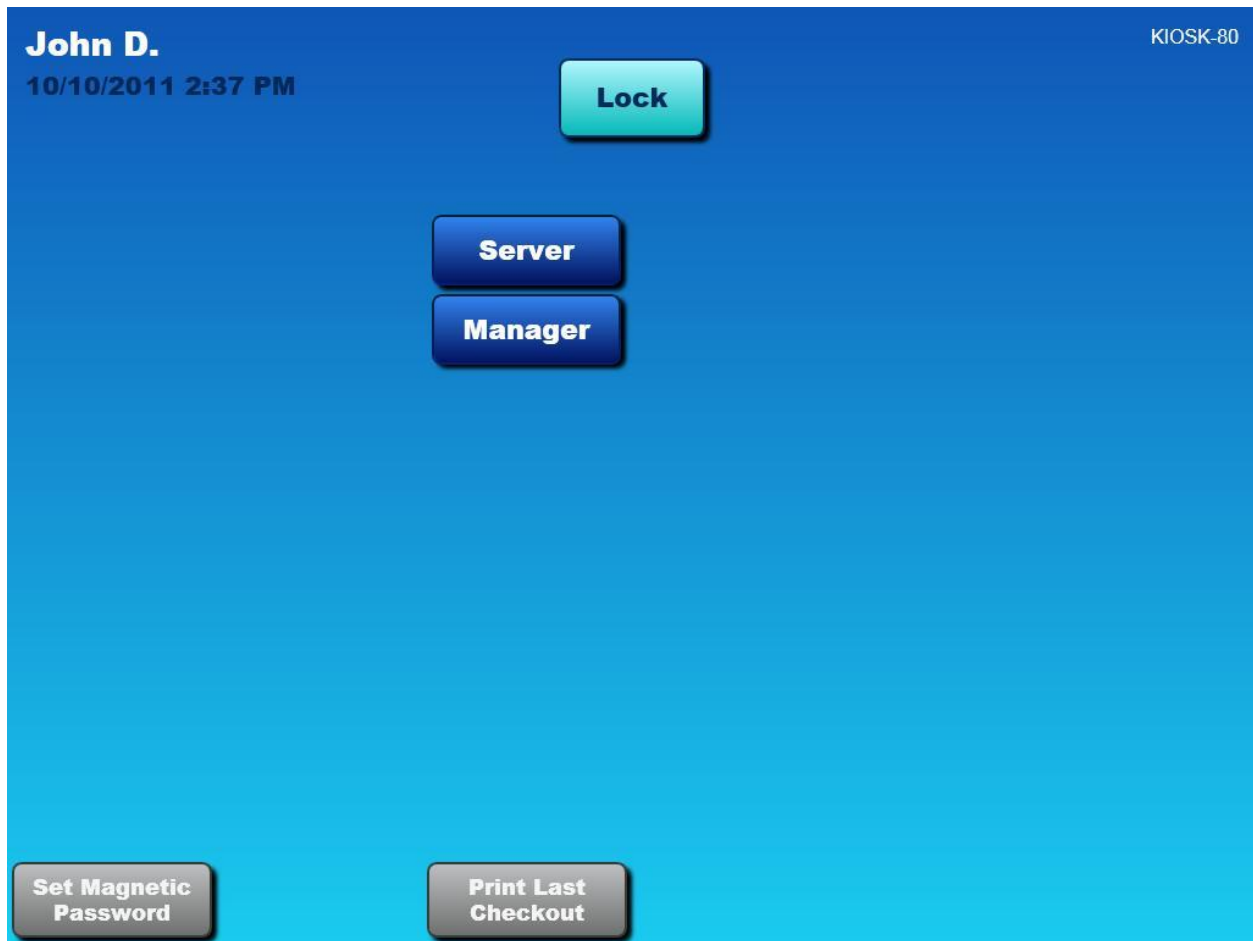 John D.
KIOSK-80
10/10/2011 2:37 PM
Lock
Server
Manager
Set Magnetic
Password
Print Last
Checkout